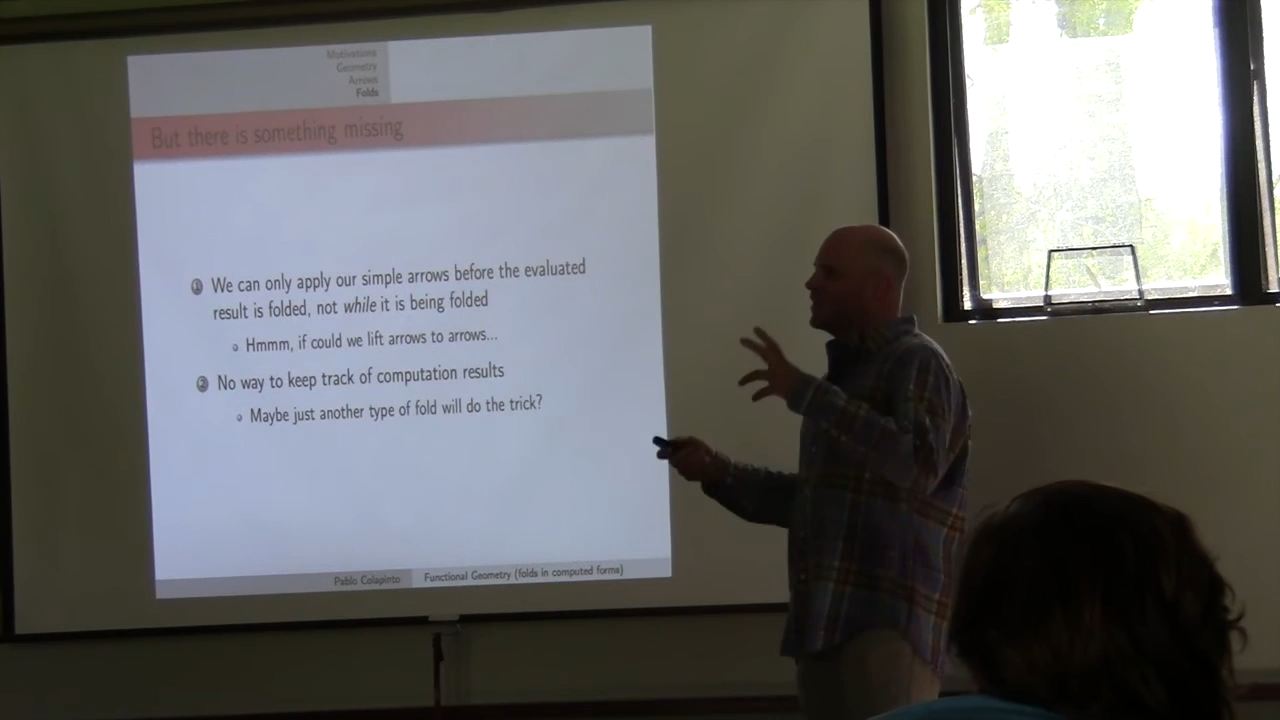 Motivations
Geometry
Arrows
Folds
But there is something missing
1 We can only apply our simple arrows before the evaluated
result is folded, not while it is being folded
Hmmm, if could we lift arrows to arrows...
2 No way to keep track of computation results
Maybe just another type of fold will do the trick?
Pablo Colapinto Functional Geometry (folds in computed forms)